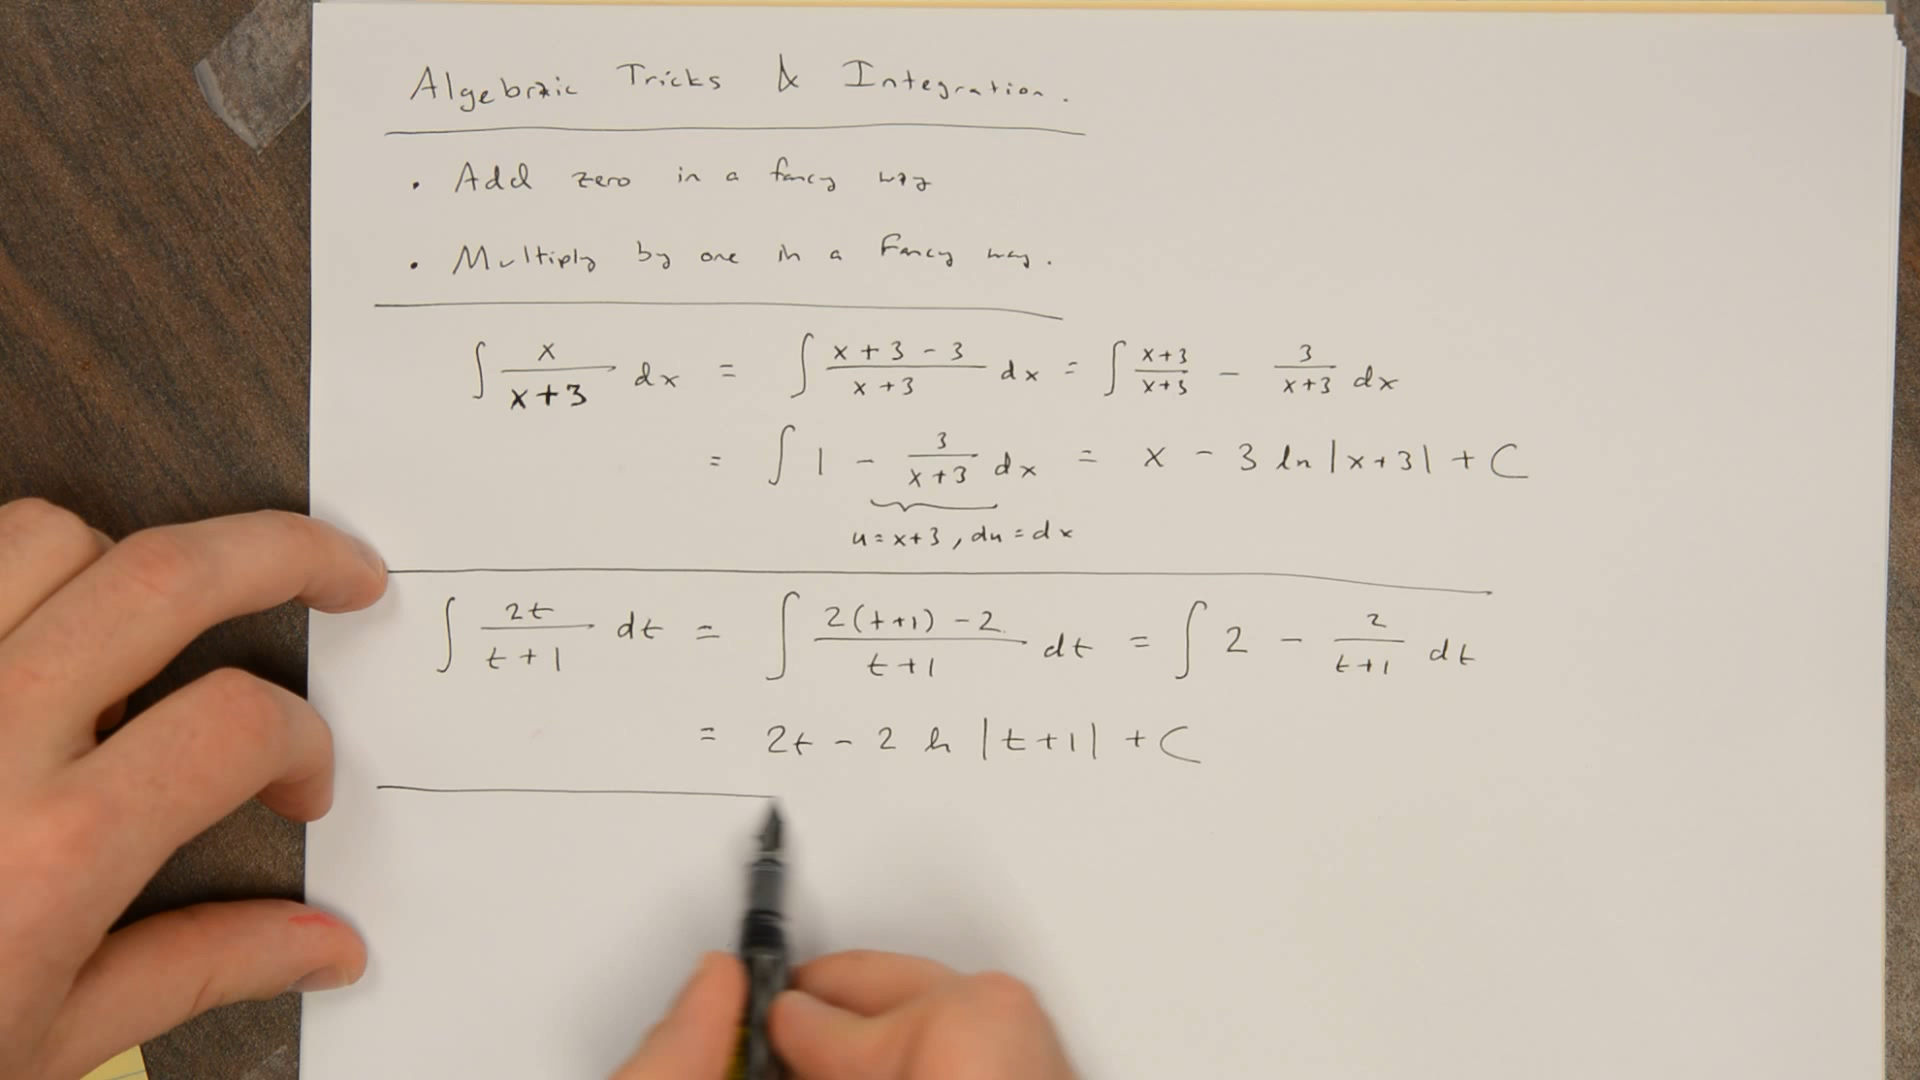 Algebraic Tricks & Integration.
• Add zero in a fancy way
• Multiply by one in a fancy way.
∫ x/(x+3) dx = ∫ (x+3-3)/(x+3) dx = ∫ (x+3)/(x+3) - 3/(x+3) dx
= ∫ 1 - 3/(x+3) dx = x - 3 ln|x+3| + C
u=x+3, du=dx
∫ 2t/(t+1) dt = ∫ (2(t+1)-2)/(t+1) dt = ∫ 2 - 2/(t+1) dt
= 2t - 2 ln|t+1| + C